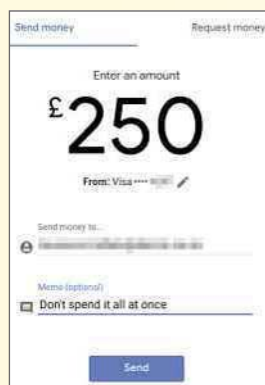 Send money Request money
Enter an amount
£250
From: Visa ····
Send money to...
Memo (optional)
Don't spend it all at once
Send